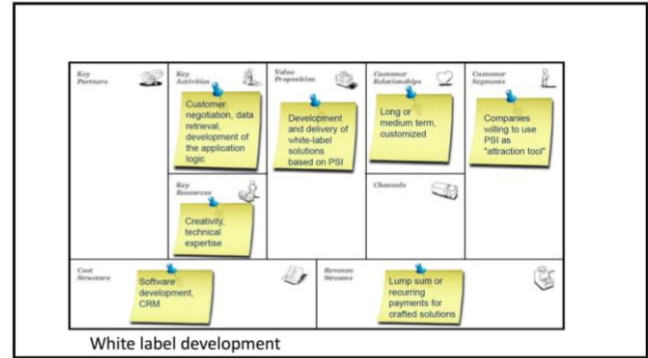 Key
Partners
Key
Activities
Value
Proposition
Customer
Relationships
Customer
Segments
Customer
negotiation, data
retrieval,
development of
the application
logic
Development
and delivery of
white-label
solutions
based on PSI
Long or
medium term,
customized
Companies
willing to use
PSI as
"attraction tool"
Key
Resources
Channels
Creativity,
technical
expertise
Cost
Structure
Software
development,
CRM
Revenue
Streams
Lump sum or
recurring
payments for
crafted solutions
White label development